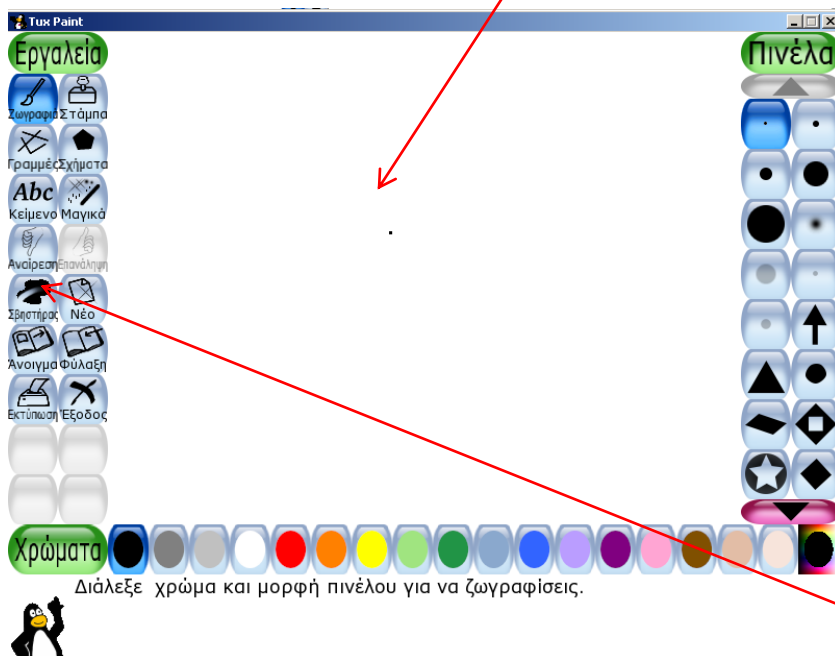 Tux Paint
Εργαλεία
Πινέλα
Ζωγραφιά Στάμπα
Γραμμές Σχήματα
Abc
Κείμενο Μαγικά
Αναίρεση Επανάληψη
Σβηστήρας Νέο
Άνοιγμα Φύλαξη
Εκτύπωση Έξοδος
Χρώματα
Διάλεξε χρώμα και μορφή πινέλου για να ζωγραφίσεις.